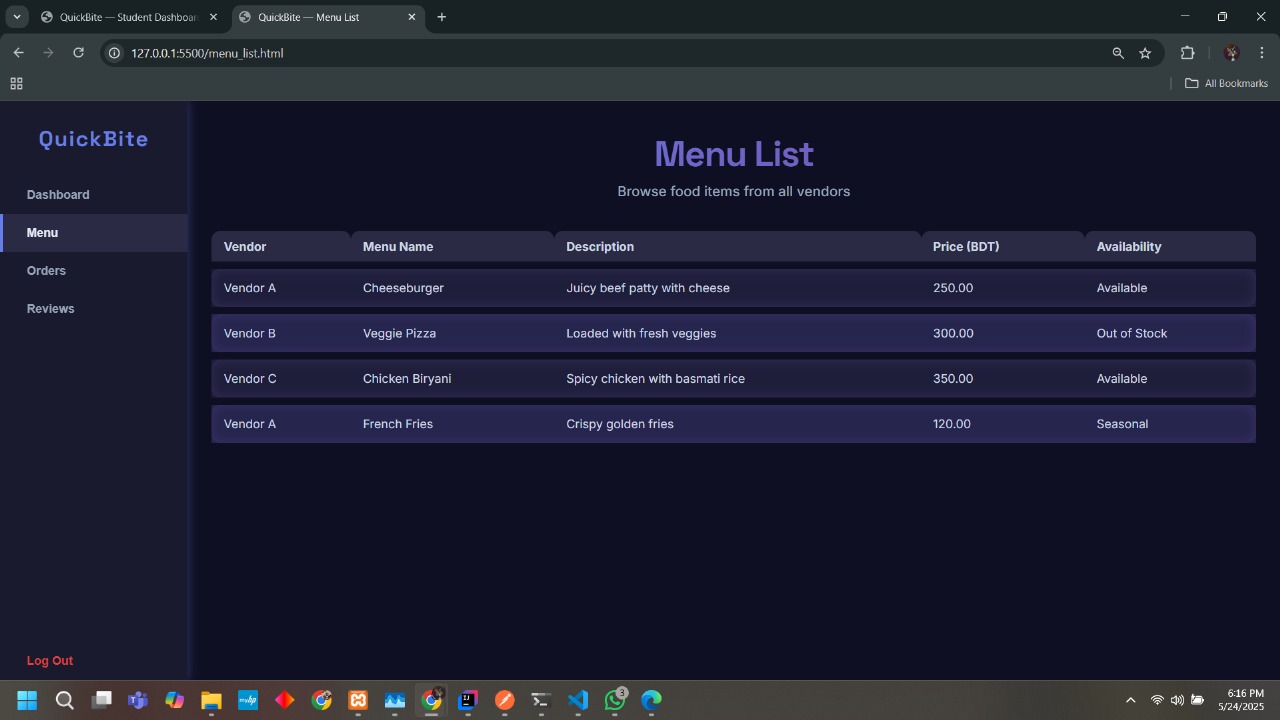 QuickBite — Student Dashboar
QuickBite — Menu List
127.0.0.1:5500/menu_list.html
All Bookmarks
QuickBite
Dashboard
Menu
Orders
Reviews
Log Out
Menu List
Browse food items from all vendors
Vendor Menu Name Description Price (BDT) Availability
Vendor A Cheeseburger Juicy beef patty with cheese 250.00 Available
Vendor B Veggie Pizza Loaded with fresh veggies 300.00 Out of Stock
Vendor C Chicken Biryani Spicy chicken with basmati rice 350.00 Available
Vendor A French Fries Crispy golden fries 120.00 Seasonal
myhp
IJ
3
6:16 PM
5/24/2025